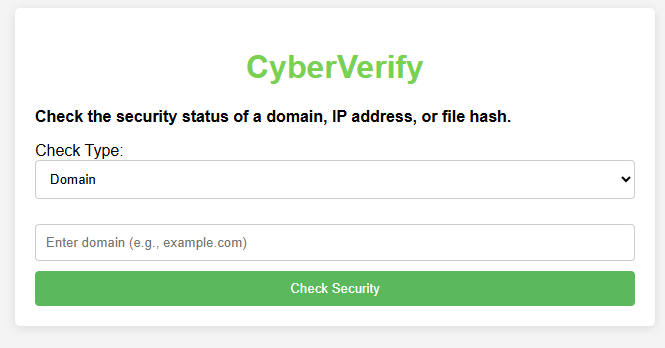 CyberVerify
Check the security status of a domain, IP address, or file hash.
Check Type:
Domain
Enter domain (e.g., example.com)
Check Security